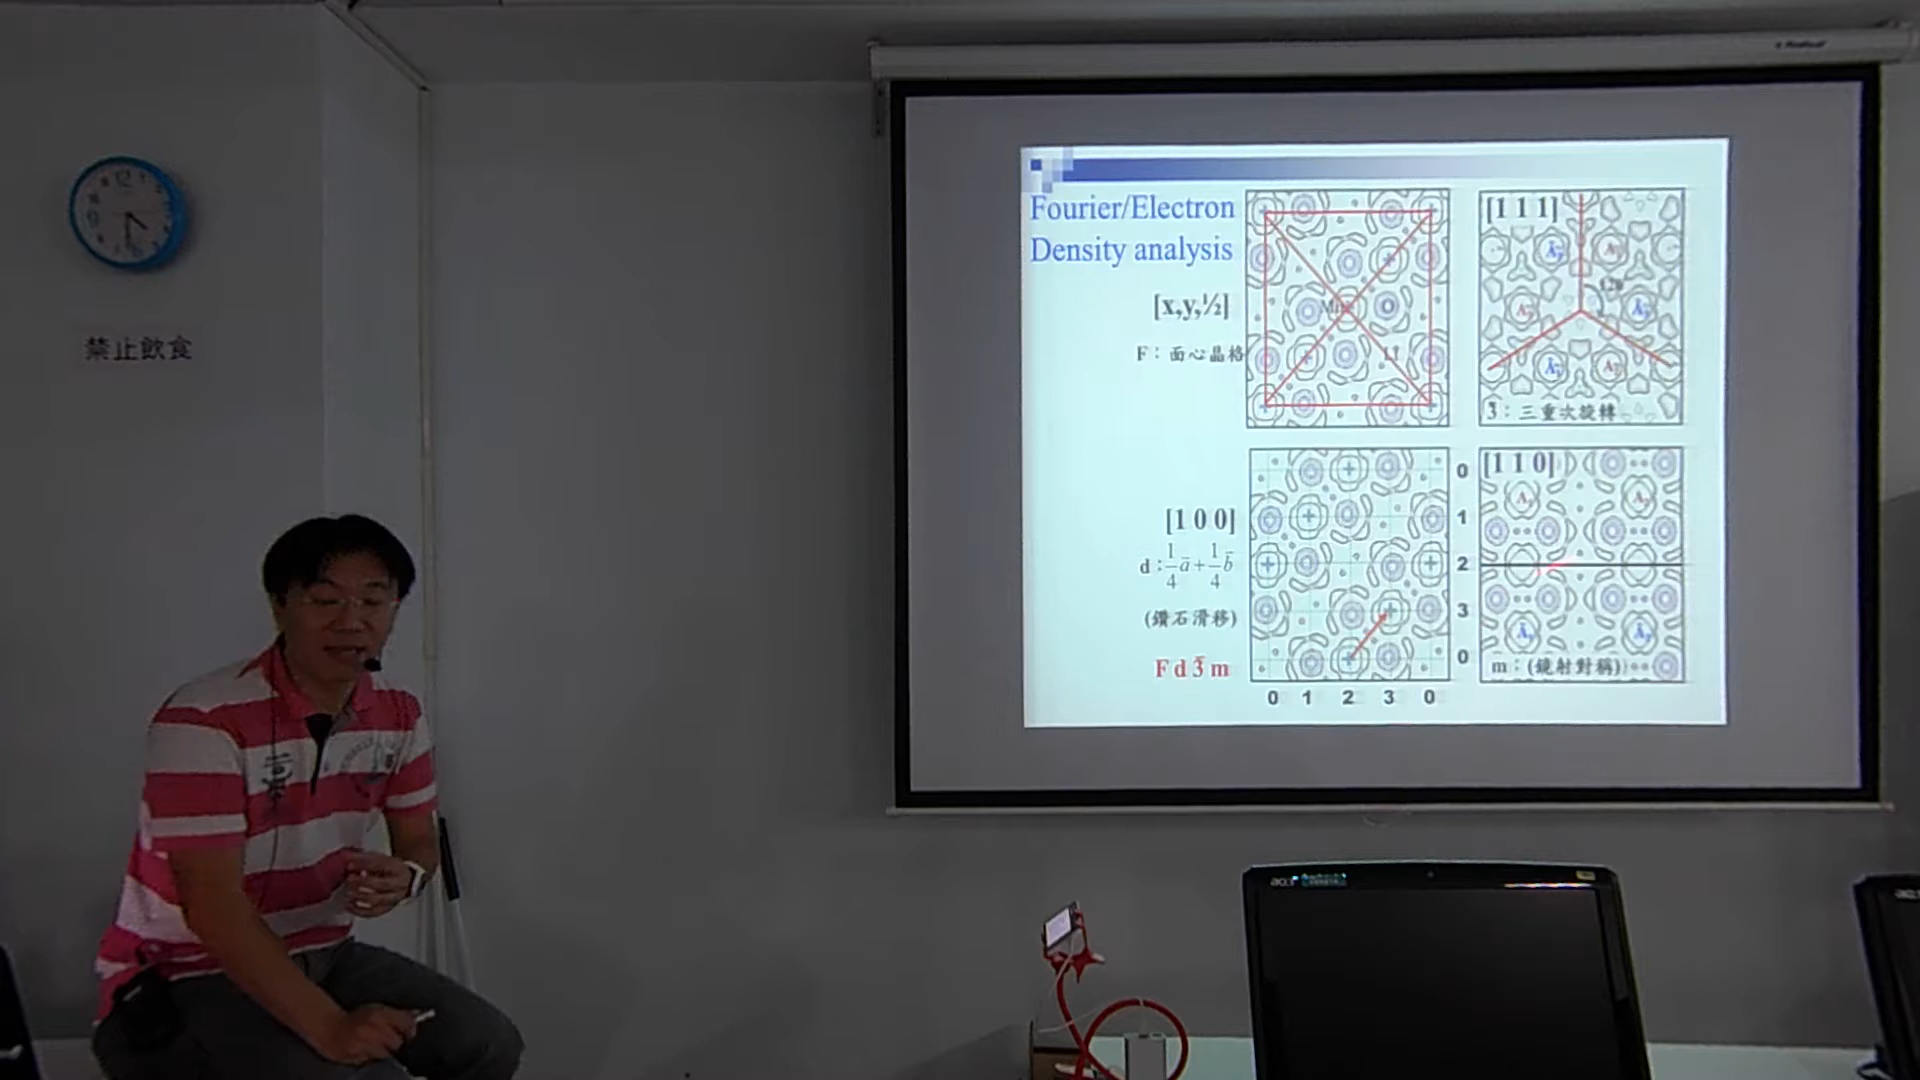 禁止飲食
Fourier/Electron
Density analysis
[x,y,½]
F：面心晶格
Mn
O
[1 1 1]
3̄：三重次旋轉
[1 0 0]
d：1/4 a̅ + 1/4 b̅
(鑽石滑移)
F d 3̄ m
0
1
2
3
0
0 1 2 3 0
[1 1 0]
m：(鏡射對稱)
acer